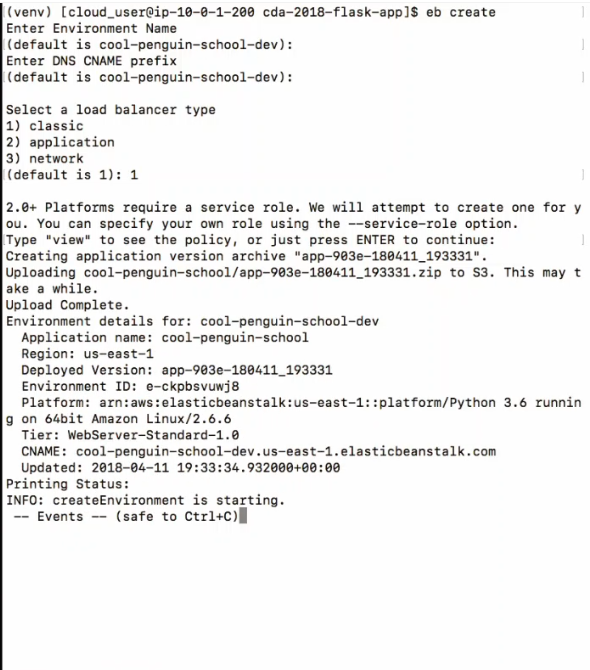 (venv) [cloud_user@ip-10-0-1-200 cda-2018-flask-app]$ eb create
Enter Environment Name
(default is cool-penguin-school-dev):
Enter DNS CNAME prefix
(default is cool-penguin-school-dev):
Select a load balancer type
1) classic
2) application
3) network
(default is 1): 1
2.0+ Platforms require a service role. We will attempt to create one for y
ou. You can specify your own role using the --service-role option.
Type "view" to see the policy, or just press ENTER to continue:
Creating application version archive "app-903e-180411_193331".
Uploading cool-penguin-school/app-903e-180411_193331.zip to S3. This may t
ake a while.
Upload Complete.
Environment details for: cool-penguin-school-dev
  Application name: cool-penguin-school
  Region: us-east-1
  Deployed Version: app-903e-180411_193331
  Environment ID: e-ckpbsvuwj8
  Platform: arn:aws:elasticbeanstalk:us-east-1::platform/Python 3.6 runnin
g on 64bit Amazon Linux/2.6.6
  Tier: WebServer-Standard-1.0
  CNAME: cool-penguin-school-dev.us-east-1.elasticbeanstalk.com
  Updated: 2018-04-11 19:33:34.932000+00:00
Printing Status:
INFO: createEnvironment is starting.
 -- Events -- (safe to Ctrl+C)